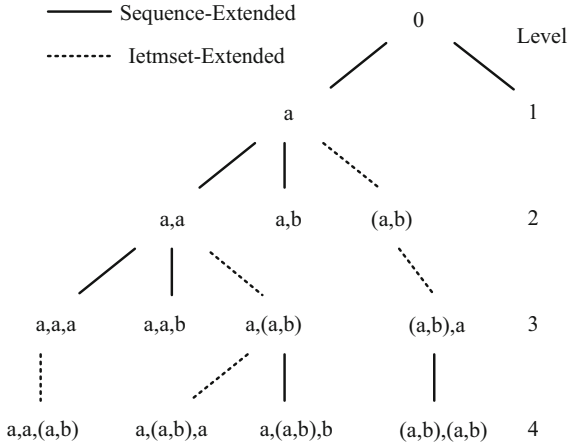 Sequence-Extended
0
Ietmset-Extended
Level
a
1
a,a
a,b
(a,b)
2
a,a,a
a,a,b
a,(a,b)
(a,b),a
3
a,a,(a,b)
a,(a,b),a
a,(a,b),b
(a,b),(a,b)
4